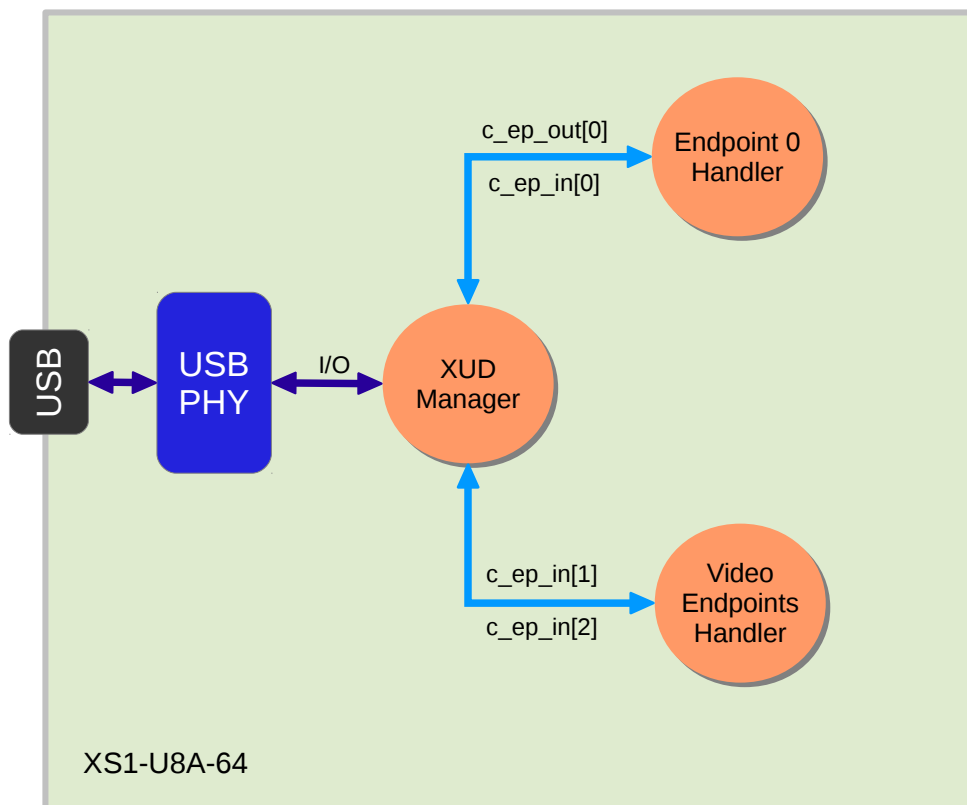 c_ep_out[0]
c_ep_in[0]
Endpoint 0
Handler
USB
USB
PHY
I/O
XUD
Manager
c_ep_in[1]
c_ep_in[2]
Video
Endpoints
Handler
XS1-U8A-64